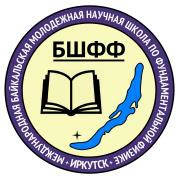 МЕЖДУНАРОДНАЯ БАЙКАЛЬСКАЯ МОЛОДЕЖНАЯ НАУЧНАЯ ШКОЛА ПО ФУНДАМЕНТАЛЬНОЙ ФИЗИКЕ
• ИРКУТСК •
БШФФ